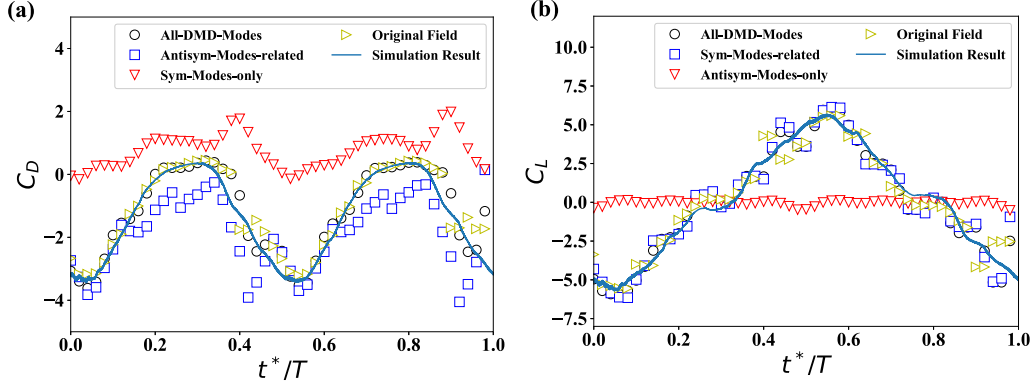 (a)
All-DMD-Modes
Antisym-Modes-related
Sym-Modes-only
Original Field
Simulation Result
C_D
4
2
0
−2
−4
0.0 0.2 0.4 0.6 0.8 1.0
t*/T
(b)
All-DMD-Modes
Sym-Modes-related
Antisym-Modes-only
Original Field
Simulation Result
C_L
10.0
7.5
5.0
2.5
0.0
−2.5
−5.0
−7.5
0.0 0.2 0.4 0.6 0.8 1.0
t*/T